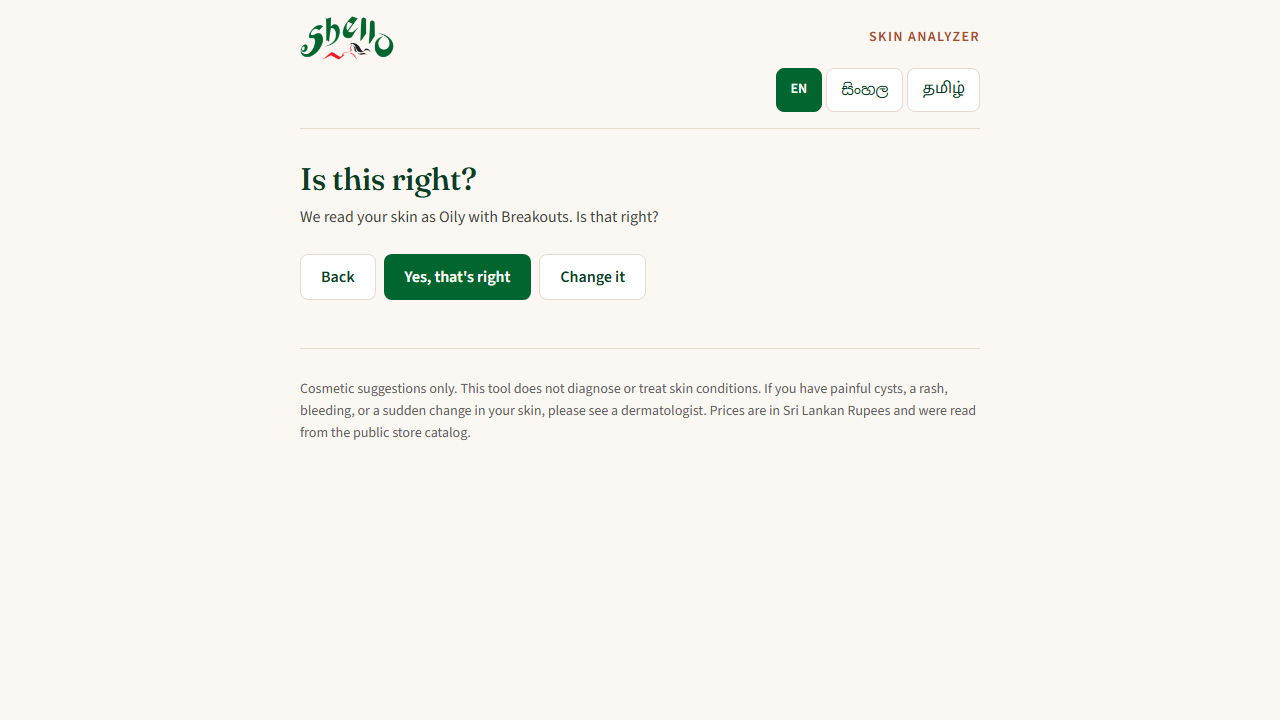 Shello
SKIN ANALYZER
EN සිංහල தமிழ்
Is this right?
We read your skin as Oily with Breakouts. Is that right?
Back Yes, that's right Change it
Cosmetic suggestions only. This tool does not diagnose or treat skin conditions. If you have painful cysts, a rash,
bleeding, or a sudden change in your skin, please see a dermatologist. Prices are in Sri Lankan Rupees and were read
from the public store catalog.